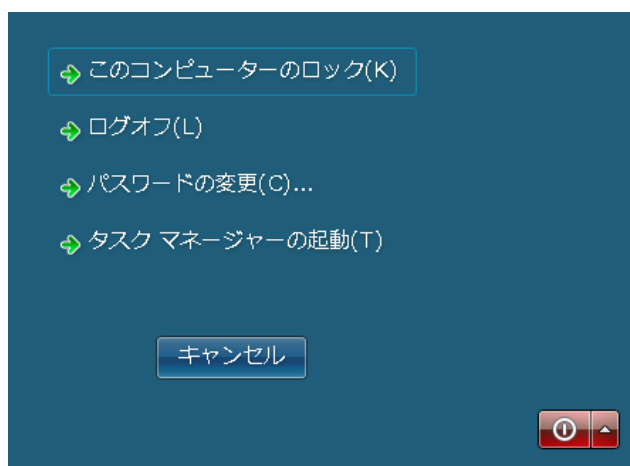 このコンピューターのロック(K)
ログオフ(L)
パスワードの変更(C)...
タスク マネージャーの起動(T)
キャンセル